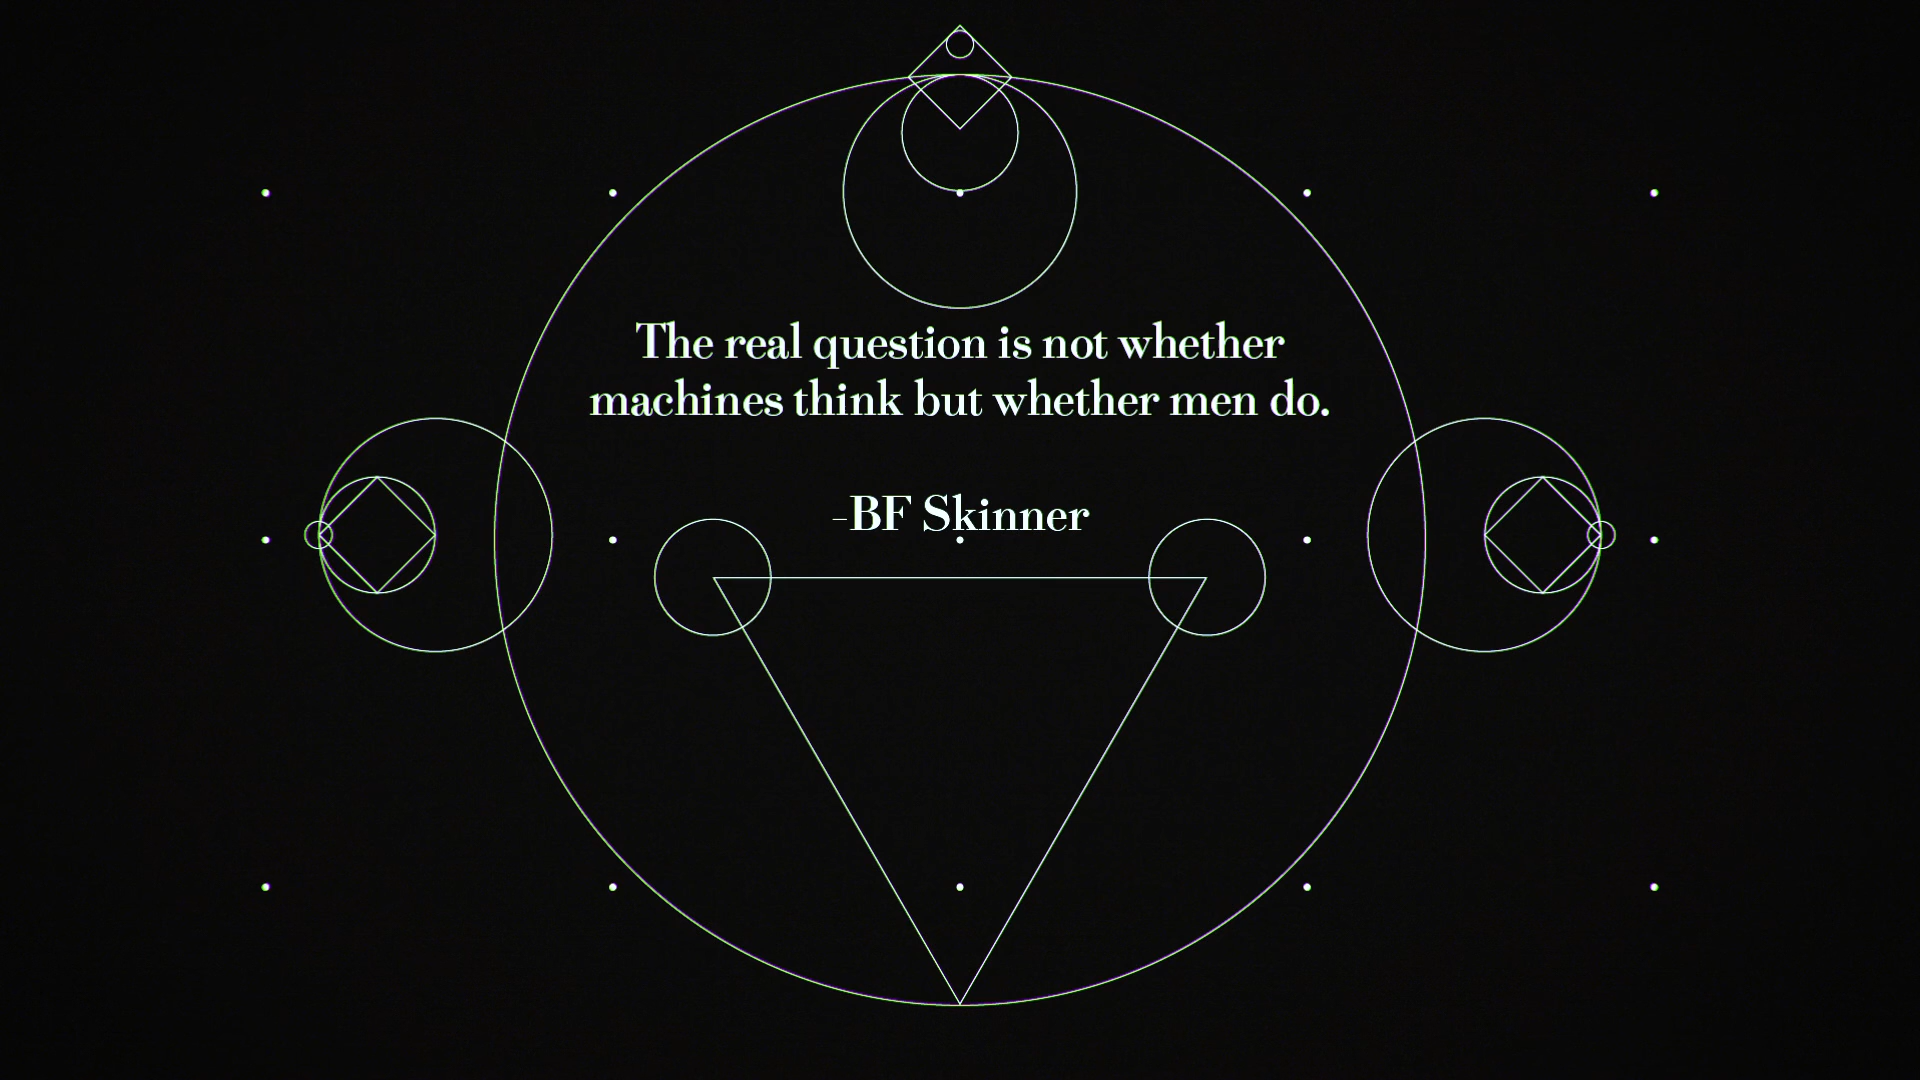 The real question is not whether
machines think but whether men do.
-BF Skinner